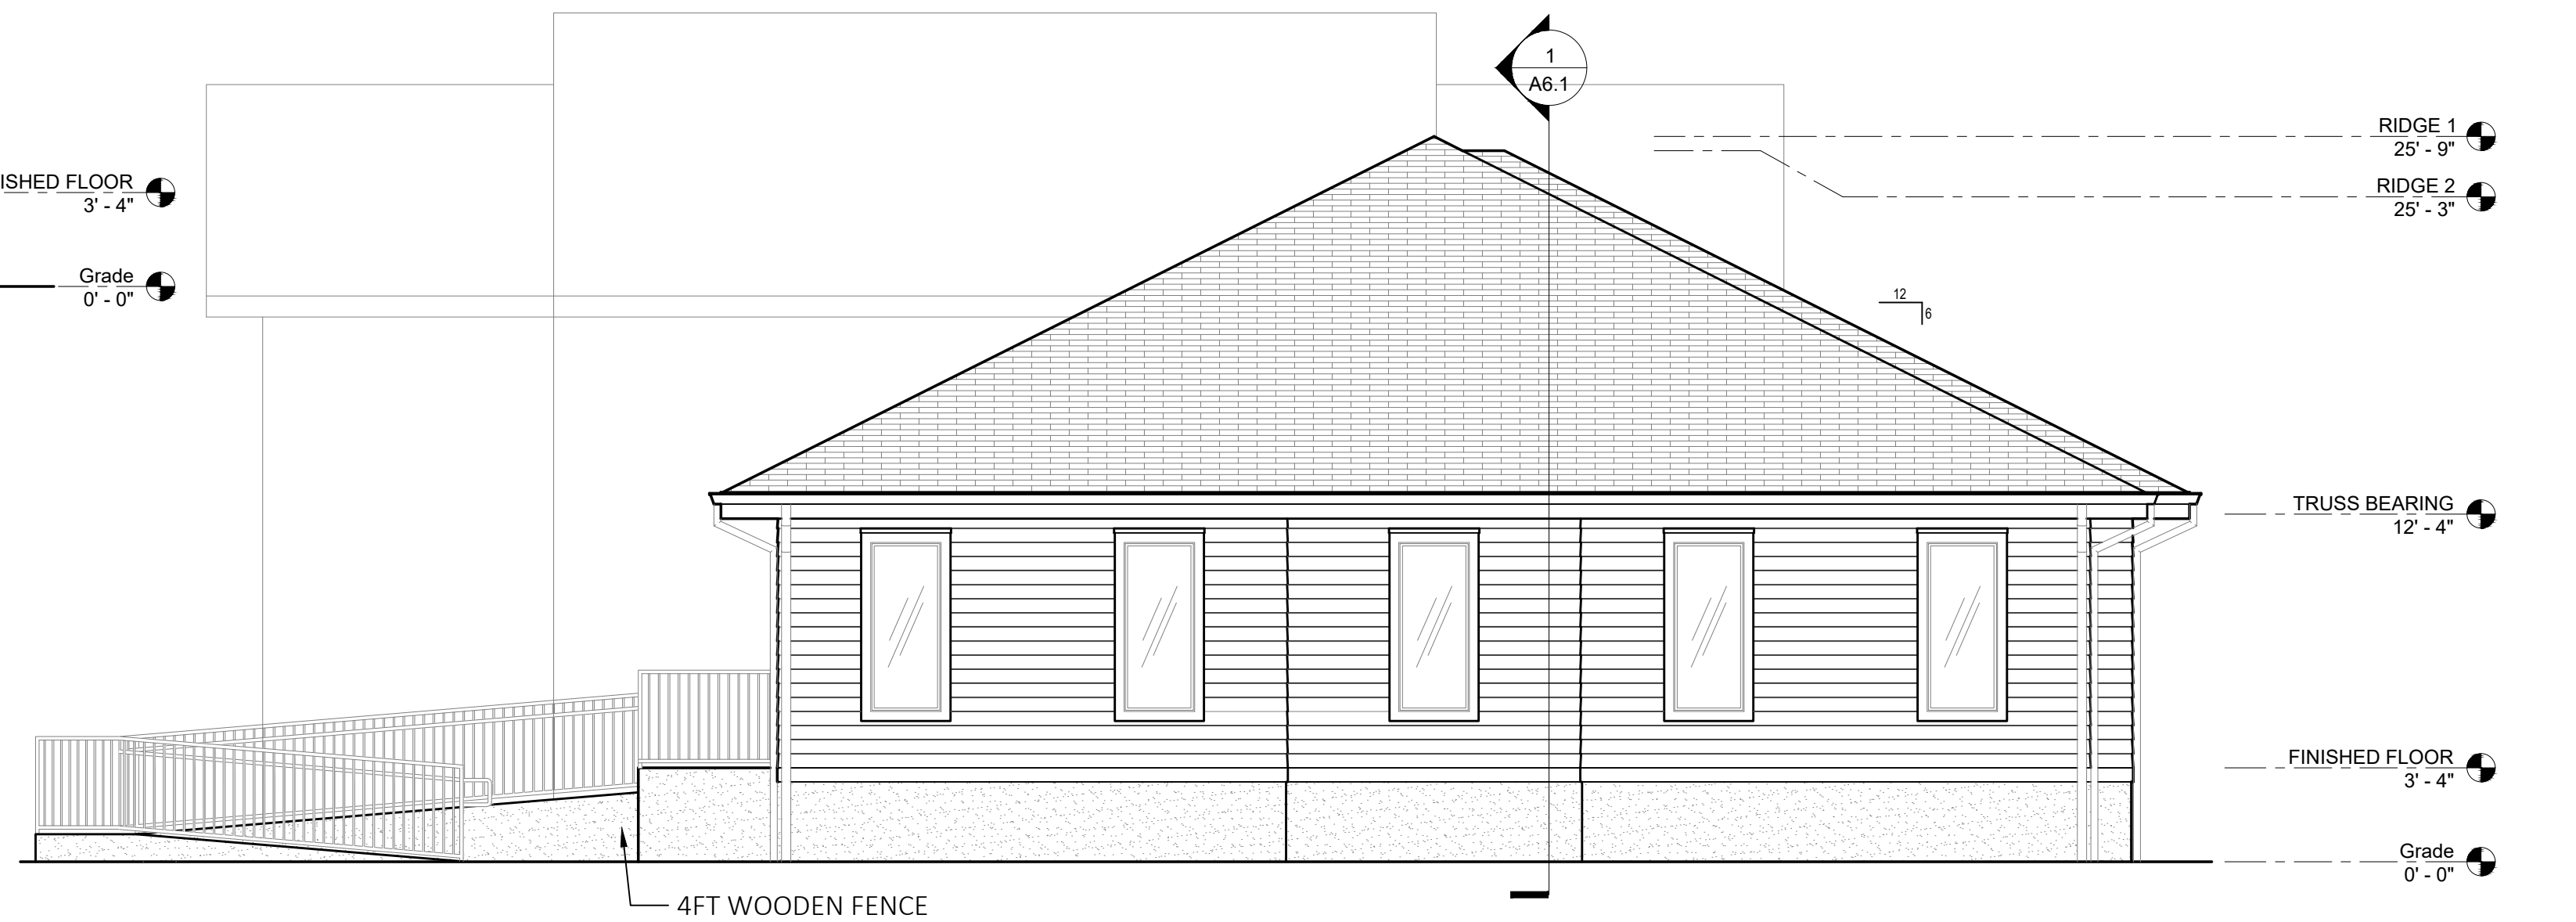 1
A6.1
RIDGE 1
25' - 9"
RIDGE 2
25' - 3"
ISHED FLOOR
3' - 4"
Grade
0' - 0"
12
6
TRUSS BEARING
12' - 4"
FINISHED FLOOR
3' - 4"
Grade
0' - 0"
4FT WOODEN FENCE